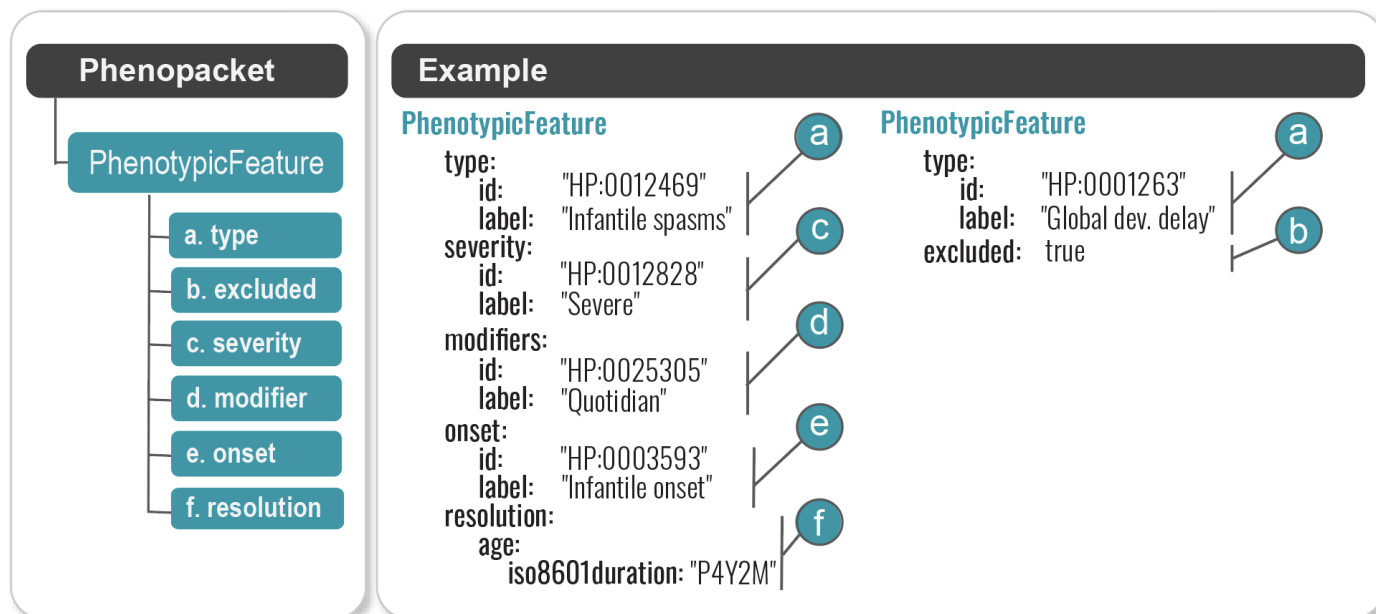 Phenopacket
PhenotypicFeature
a. type
b. excluded
c. severity
d. modifier
e. onset
f. resolution
Example
PhenotypicFeature
a
type:
id: "HP:0012469"
label: "Infantile spasms"
c
severity:
id: "HP:0012828"
label: "Severe"
d
modifiers:
id: "HP:0025305"
label: "Quotidian"
e
onset:
id: "HP:0003593"
label: "Infantile onset"
f
resolution:
age:
iso8601duration: "P4Y2M"
PhenotypicFeature
a
type:
id: "HP:0001263"
label: "Global dev. delay"
b
excluded: true